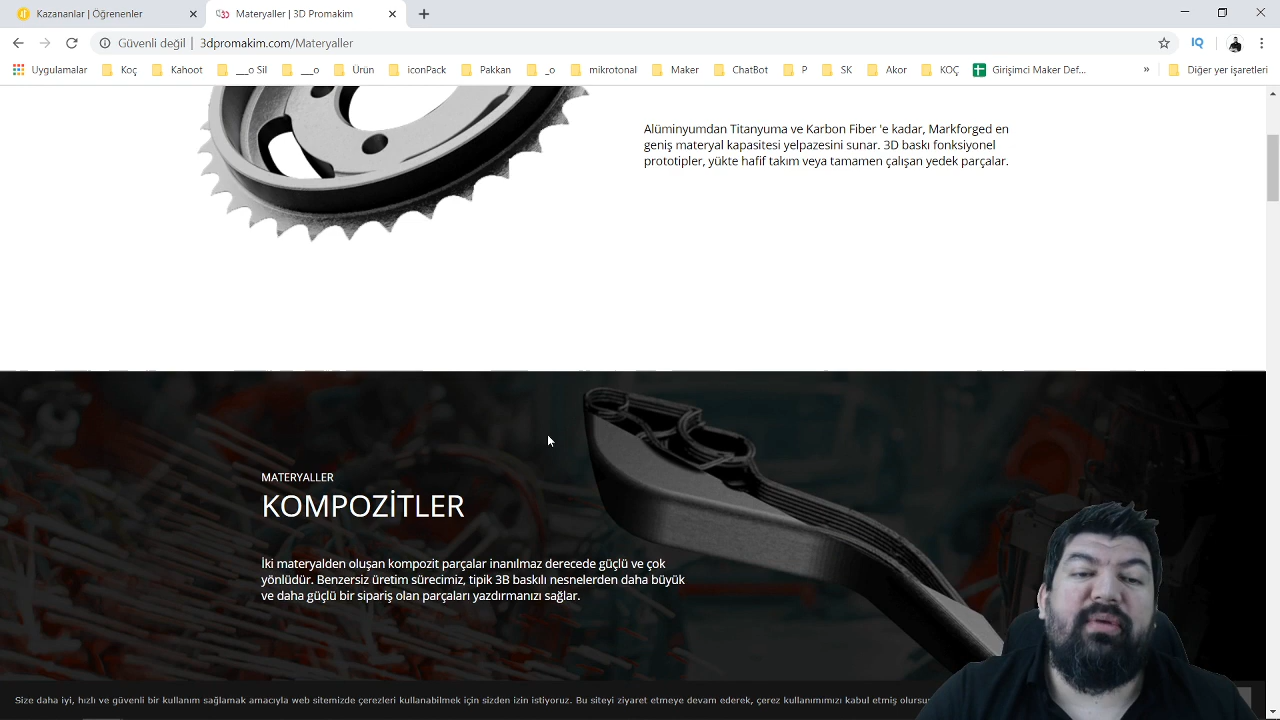 Kazananlar | Öğrenenler
Materyaller | 3D Promakim
Güvenli değil | 3dpromakim.com/Materyaller
IQ
Uygulamalar Koç Kahoot __o Sil __o Ürün iconPack Pakkan _o mikrotonal Maker ChatBot P SK Akor KOÇ Girişimci Maker Def... » Diğer yer işaretleri
Alüminyumdan Titanyuma ve Karbon Fiber 'e kadar, Markforged en
geniş materyal kapasitesi yelpazesini sunar. 3D baskı fonksiyonel
prototipler, yükte hafif takım veya tamamen çalışan yedek parçalar.
MATERYALLER
KOMPOZİTLER
İki materyalden oluşan kompozit parçalar inanılmaz derecede güçlü ve çok
yönlüdür. Benzersiz üretim sürecimiz, tipik 3B baskılı nesnelerden daha büyük
ve daha güçlü bir sipariş olan parçaları yazdırmanızı sağlar.
Size daha iyi, hızlı ve güvenli bir kullanım sağlamak amacıyla web sitemizde çerezleri kullanabilmek için sizden izin istiyoruz. Bu siteyi ziyaret etmeye devam ederek, çerez kullanımımızı kabul etmiş olursun